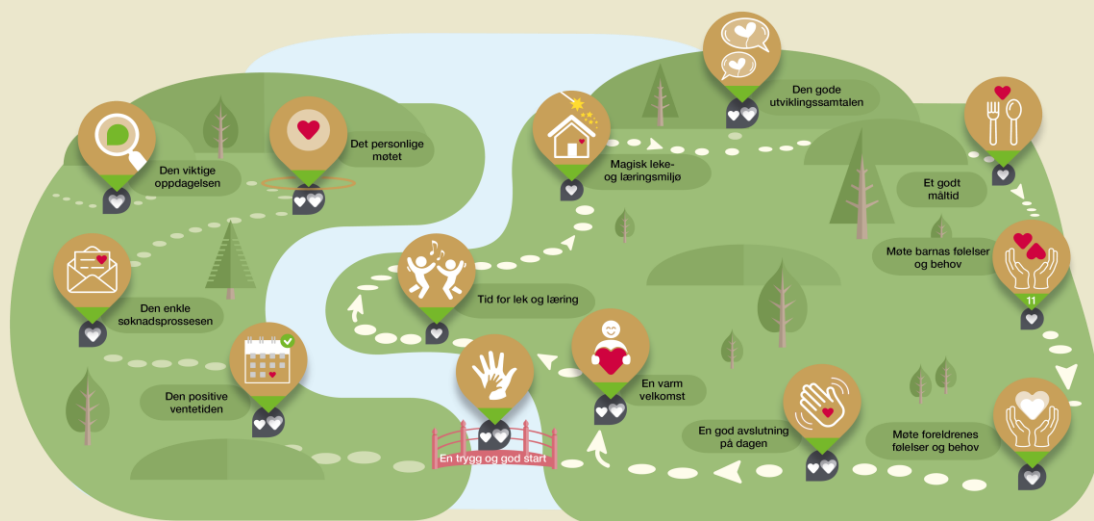 Den viktige
oppdagelsen
Det personlige
møtet
Den enkle
søknadsprossesen
Den positive
ventetiden
En trygg og god start
En varm
velkomst
Tid for lek og læring
Magisk leke-
og læringsmiljø
Den gode
utviklingssamtalen
Et godt
måltid
Møte barnas følelser
og behov
11
Møte foreldrenes
følelser og behov
En god avslutning
på dagen